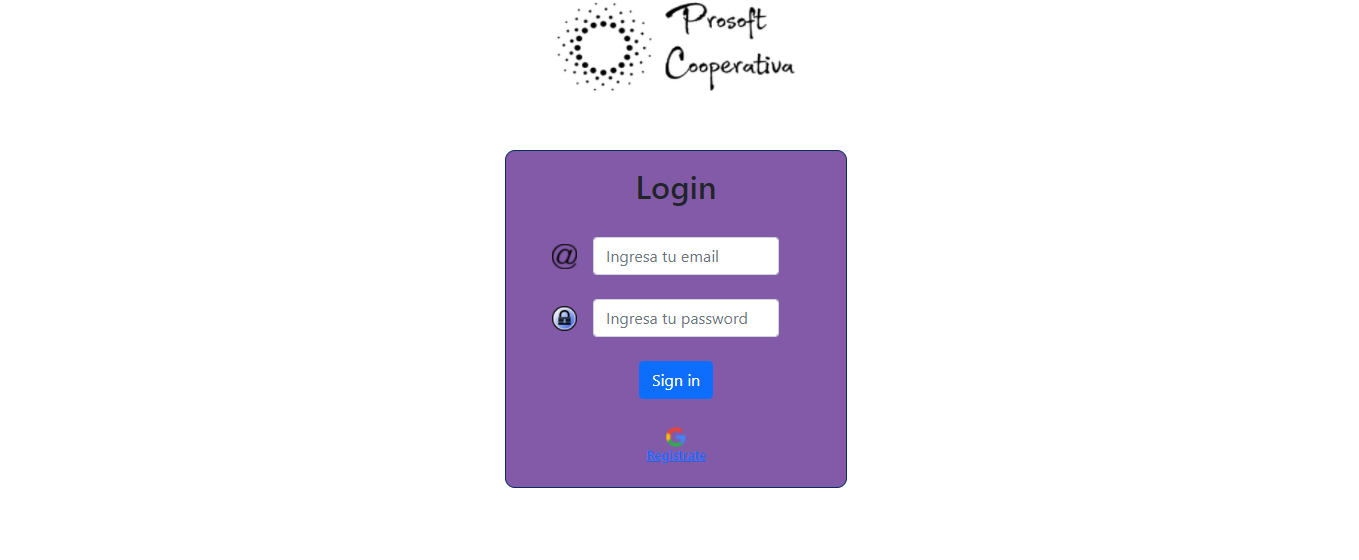 Prosoft
Cooperativa
Login
@
Ingresa tu email
Ingresa tu password
Sign in
Registrate